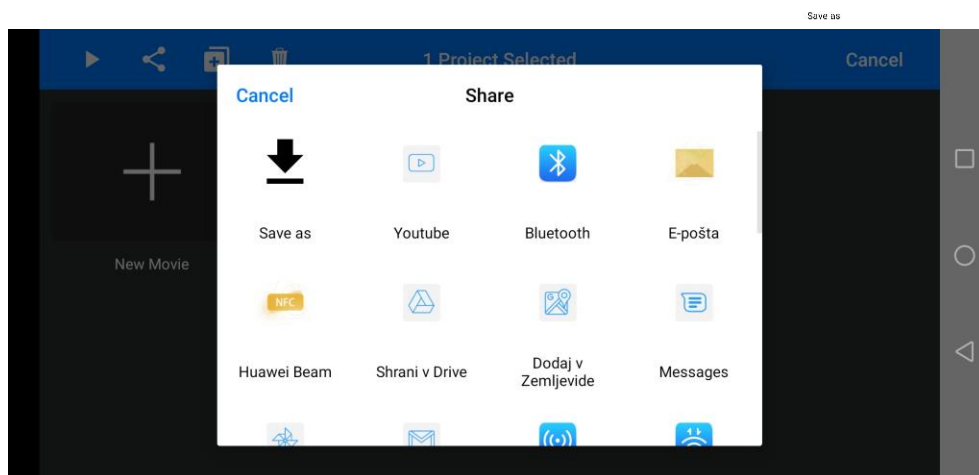 Save as
1 Project Selected
Cancel
Cancel
Share
Save as
Youtube
Bluetooth
E-pošta
New Movie
NFC
Huawei Beam
Shrani v Drive
Dodaj v
Zemljevide
Messages